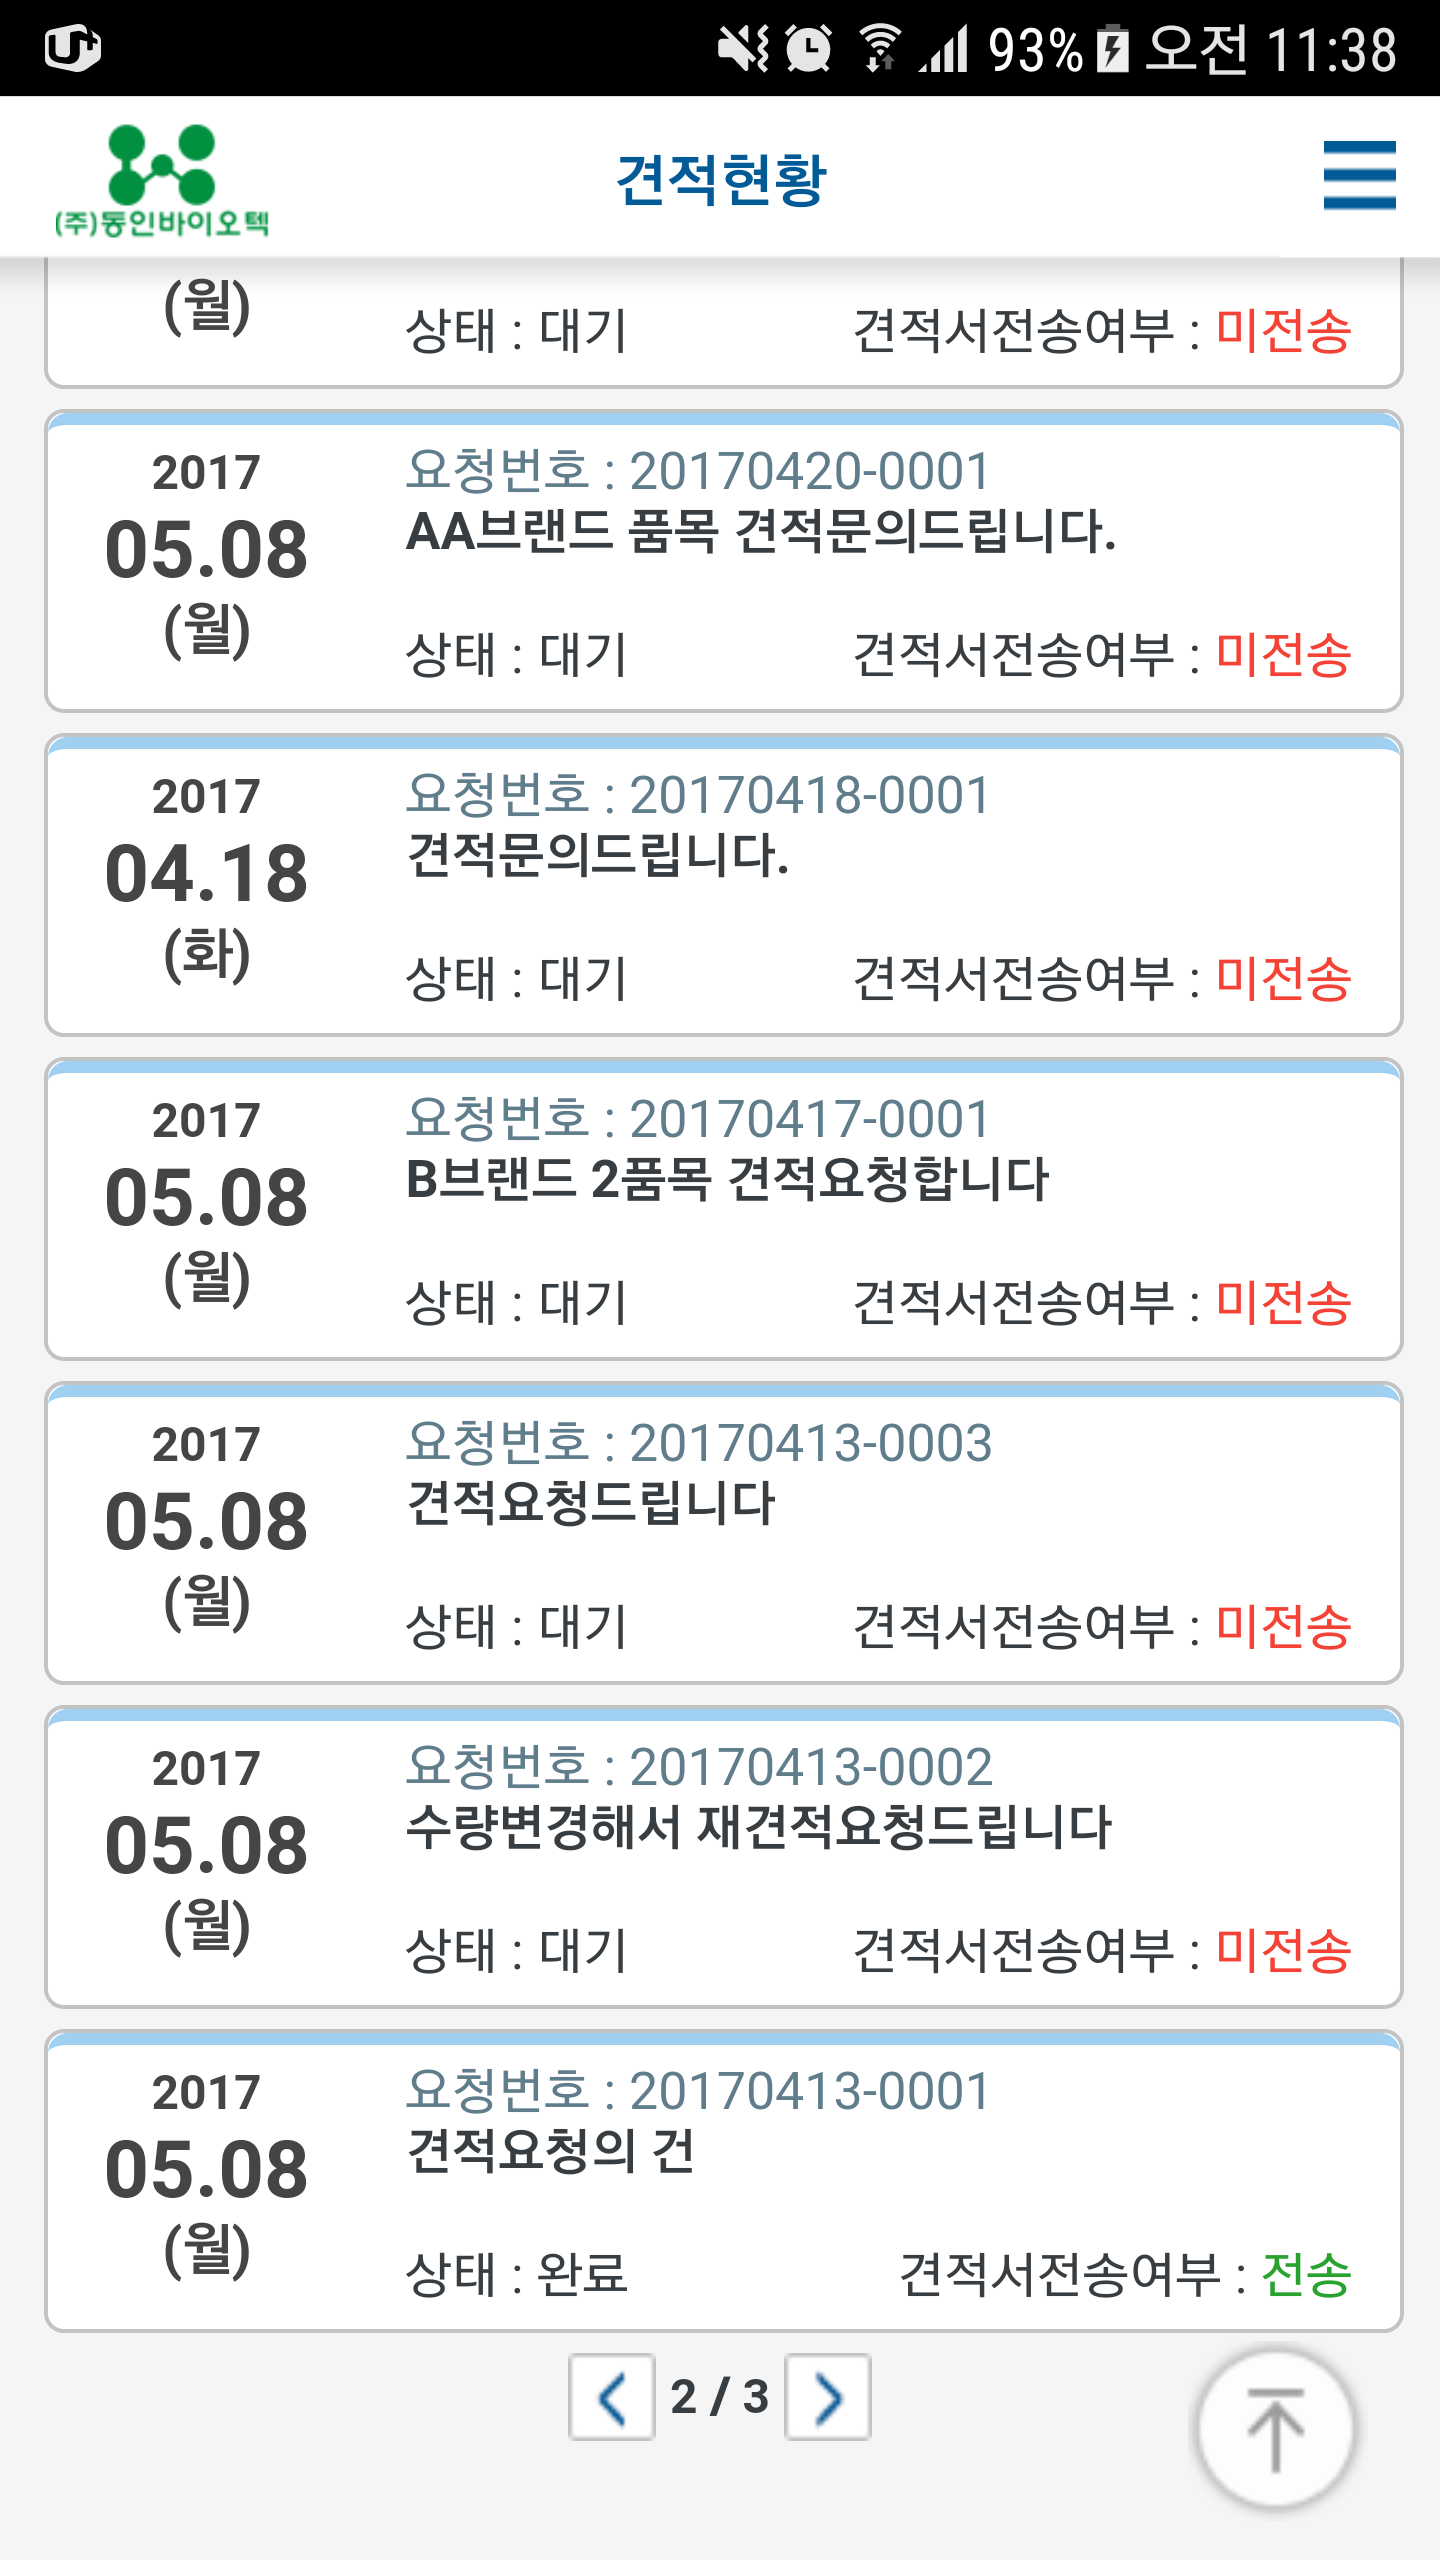 93% 오전 11:38
(주)동인바이오텍
견적현황
(월)
상태 : 대기 견적서전송여부 : 미전송
2017
05.08
(월)
요청번호 : 20170420-0001
AA브랜드 품목 견적문의드립니다.
상태 : 대기 견적서전송여부 : 미전송
2017
04.18
(화)
요청번호 : 20170418-0001
견적문의드립니다.
상태 : 대기 견적서전송여부 : 미전송
2017
05.08
(월)
요청번호 : 20170417-0001
B브랜드 2품목 견적요청합니다
상태 : 대기 견적서전송여부 : 미전송
2017
05.08
(월)
요청번호 : 20170413-0003
견적요청드립니다
상태 : 대기 견적서전송여부 : 미전송
2017
05.08
(월)
요청번호 : 20170413-0002
수량변경해서 재견적요청드립니다
상태 : 대기 견적서전송여부 : 미전송
2017
05.08
(월)
요청번호 : 20170413-0001
견적요청의 건
상태 : 완료 견적서전송여부 : 전송
2 / 3